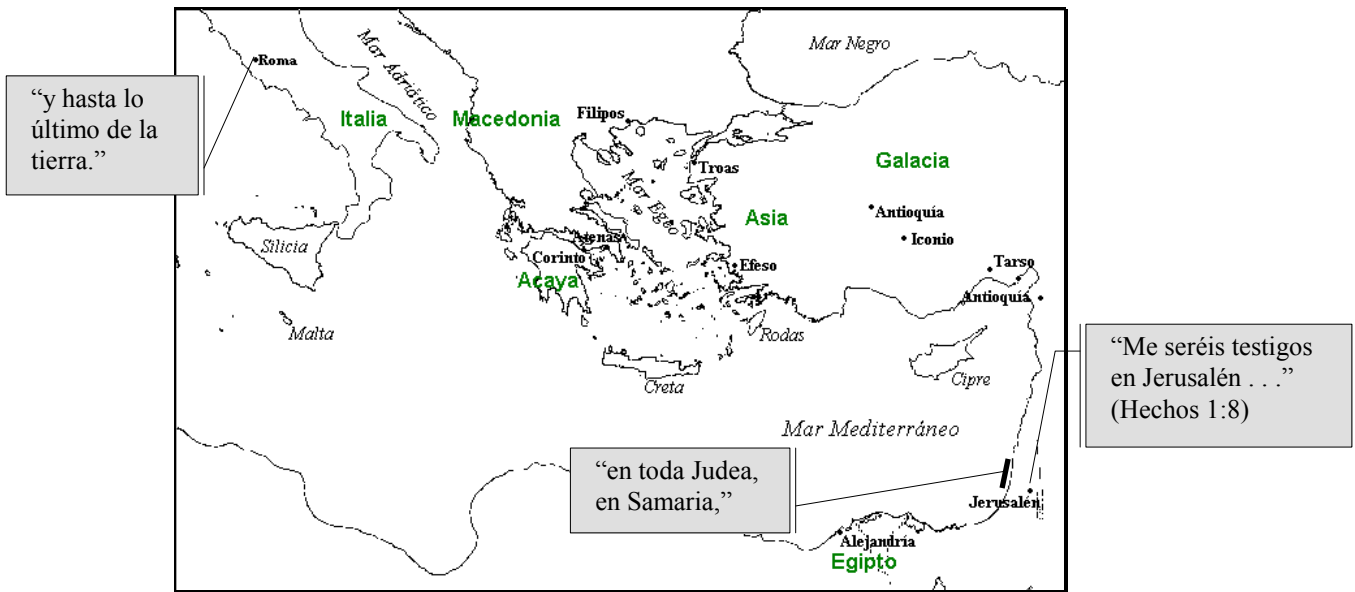 Mar Negro
Roma
Mar Adriático
“y hasta lo
último de la
tierra.”
Italia
Macedonia
Filipos
Troas
Galacia
Mar Egeo
Asia
Antioquía
Iconio
Silicia
Atenas
Corinto
Acaya
Efeso
Tarso
Antioquía
Malta
Rodas
Creta
Cipre
“Me seréis testigos
en Jerusalén . . .”
(Hechos 1:8)
Mar Mediterráneo
“en toda Judea,
en Samaria,”
Jerusalén
Alejandría
Egipto